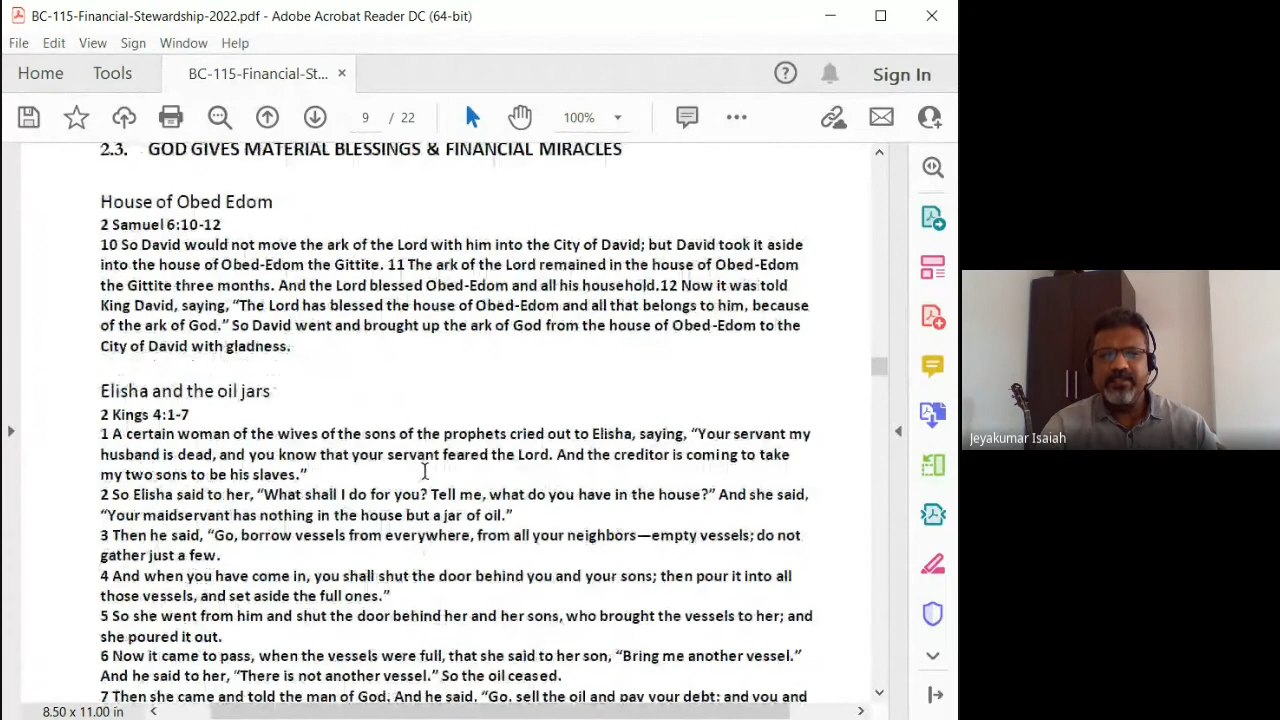 BC-115-Financial-Stewardship-2022.pdf - Adobe Acrobat Reader DC (64-bit)
File Edit View Sign Window Help
Home Tools BC-115-Financial-St... × Sign In
9 / 22 100%
2.3. GOD GIVES MATERIAL BLESSINGS & FINANCIAL MIRACLES
House of Obed Edom
2 Samuel 6:10-12
10 So David would not move the ark of the Lord with him into the City of David; but David took it aside
into the house of Obed-Edom the Gittite. 11 The ark of the Lord remained in the house of Obed-Edom
the Gittite three months. And the Lord blessed Obed-Edom and all his household.12 Now it was told
King David, saying, “The Lord has blessed the house of Obed-Edom and all that belongs to him, because
of the ark of God.” So David went and brought up the ark of God from the house of Obed-Edom to the
City of David with gladness.
Elisha and the oil jars
2 Kings 4:1-7
1 A certain woman of the wives of the sons of the prophets cried out to Elisha, saying, “Your servant my
husband is dead, and you know that your servant feared the Lord. And the creditor is coming to take
my two sons to be his slaves.”
2 So Elisha said to her, “What shall I do for you? Tell me, what do you have in the house?” And she said,
“Your maidservant has nothing in the house but a jar of oil.”
3 Then he said, “Go, borrow vessels from everywhere, from all your neighbors—empty vessels; do not
gather just a few.
4 And when you have come in, you shall shut the door behind you and your sons; then pour it into all
those vessels, and set aside the full ones.”
5 So she went from him and shut the door behind her and her sons, who brought the vessels to her; and
she poured it out.
6 Now it came to pass, when the vessels were full, that she said to her son, “Bring me another vessel.”
And he said to her, “There is not another vessel.” So the oil ceased.
7 Then she came and told the man of God. And he said, “Go, sell the oil and pay your debt; and you and
8.50 x 11.00 in
Jeyakumar Isaiah